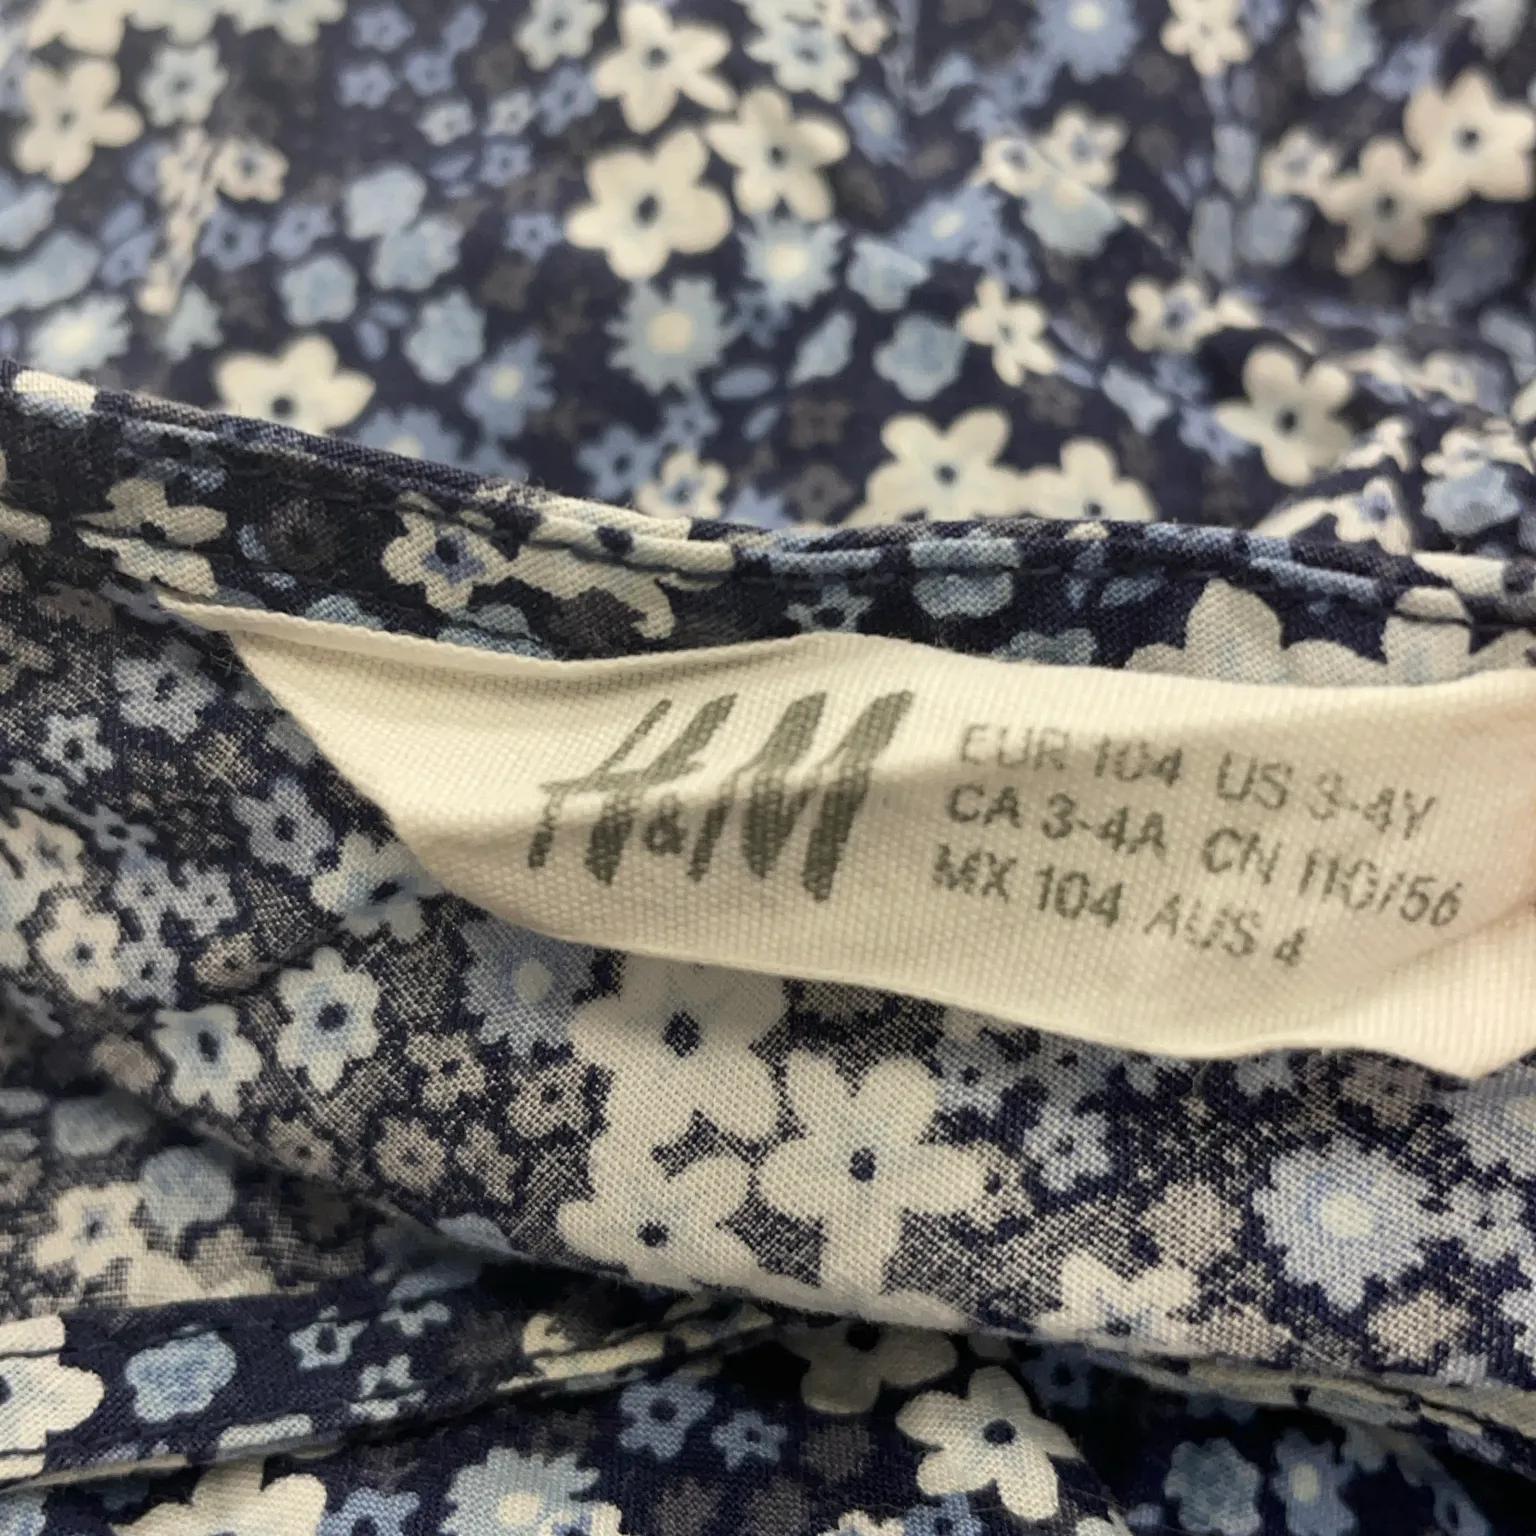 H&M
EUR 104 US 3-4Y
CA 3-4A CN 110/56
MX 104 AUS 4